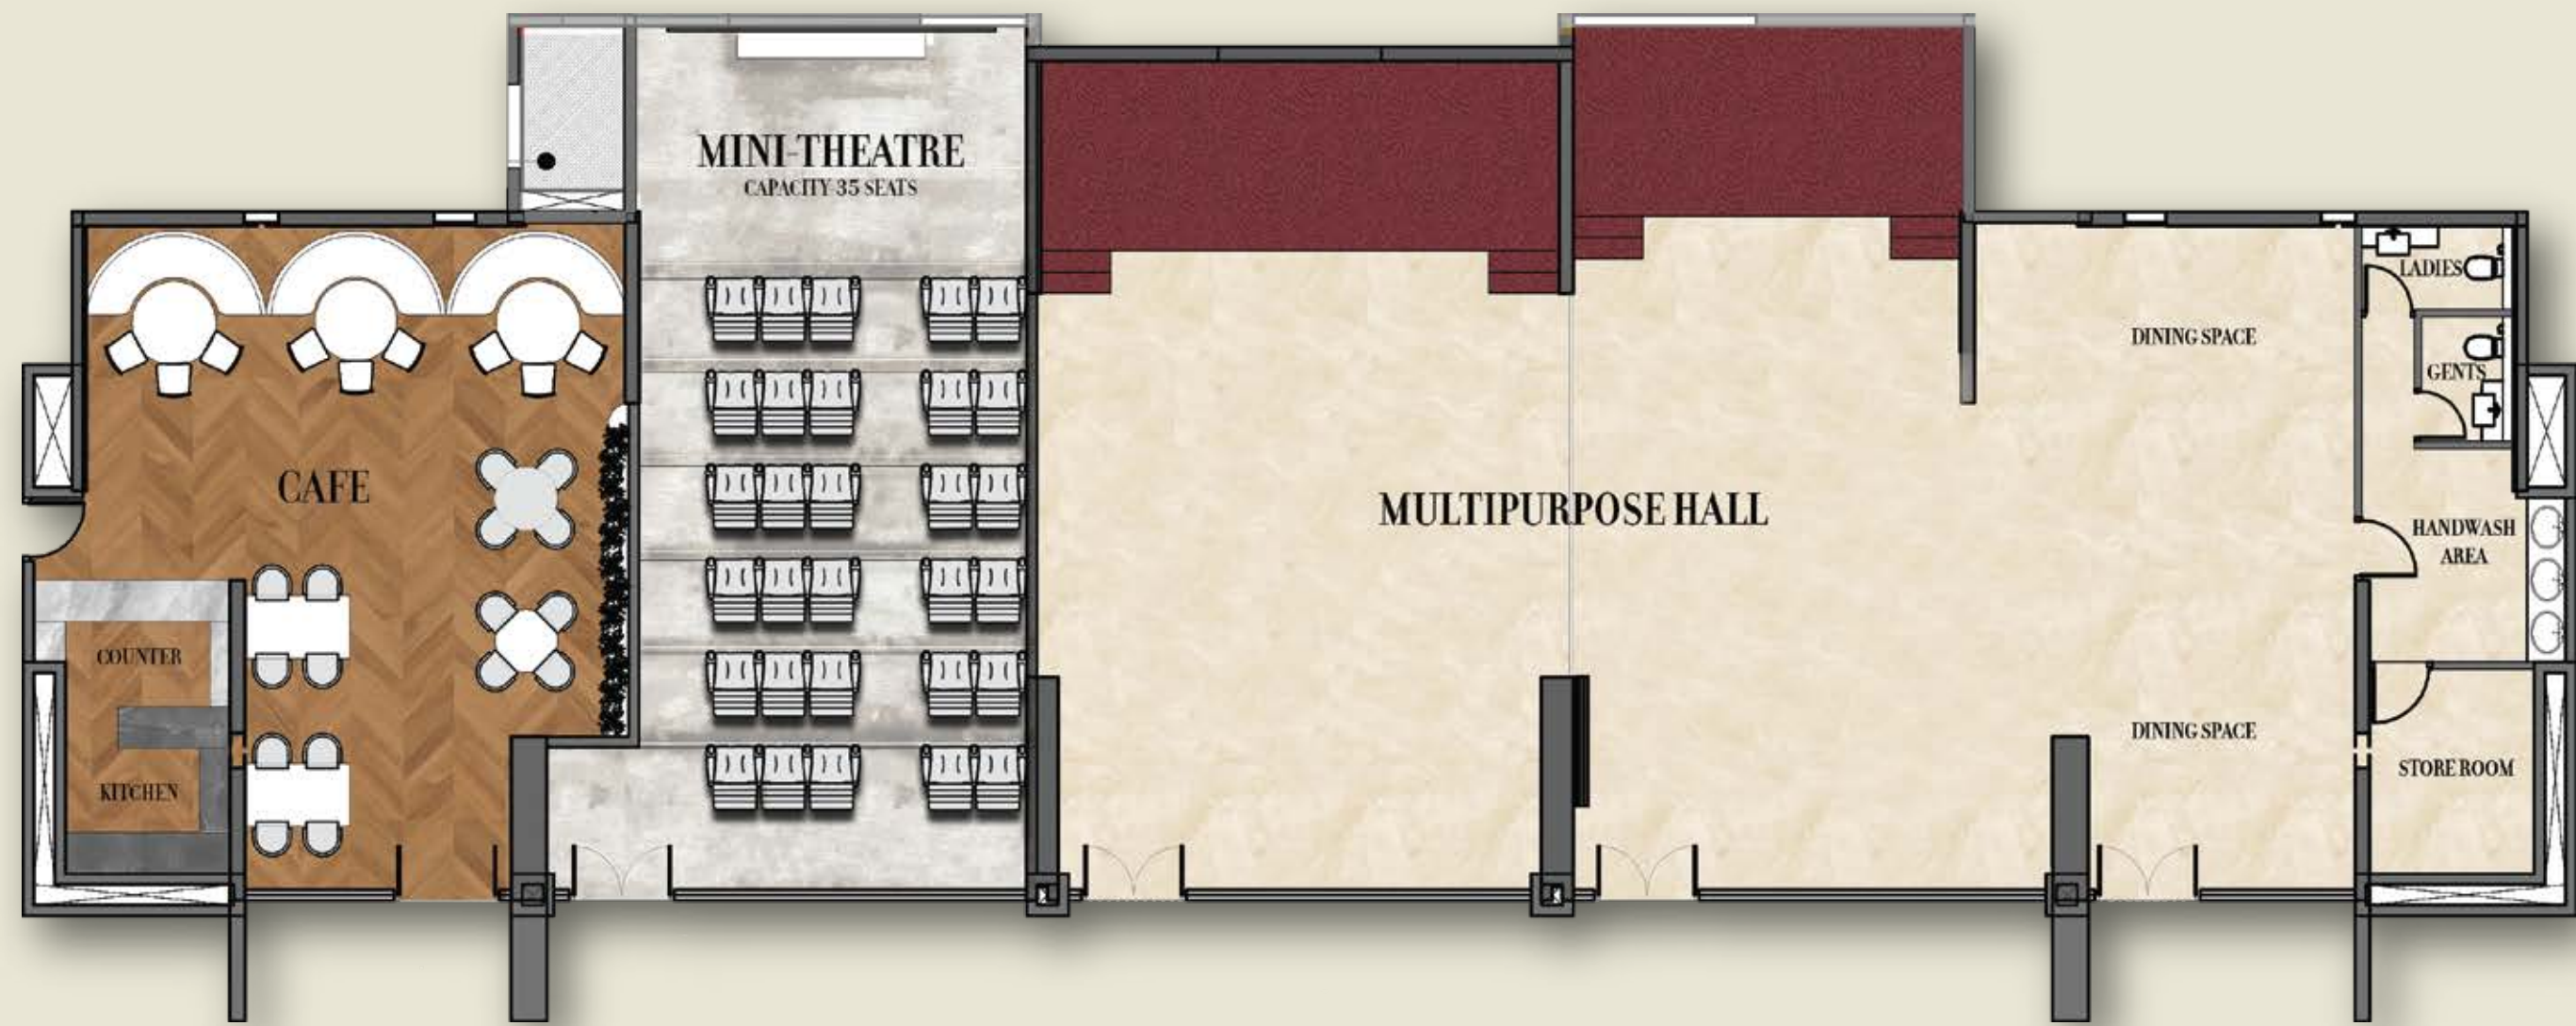 MINI-THEATRE
CAPACITY 35 SEATS
CAFE
COUNTER
KITCHEN
MULTIPURPOSE HALL
DINING SPACE
DINING SPACE
LADIES
GENTS
HANDWASH
AREA
STORE ROOM